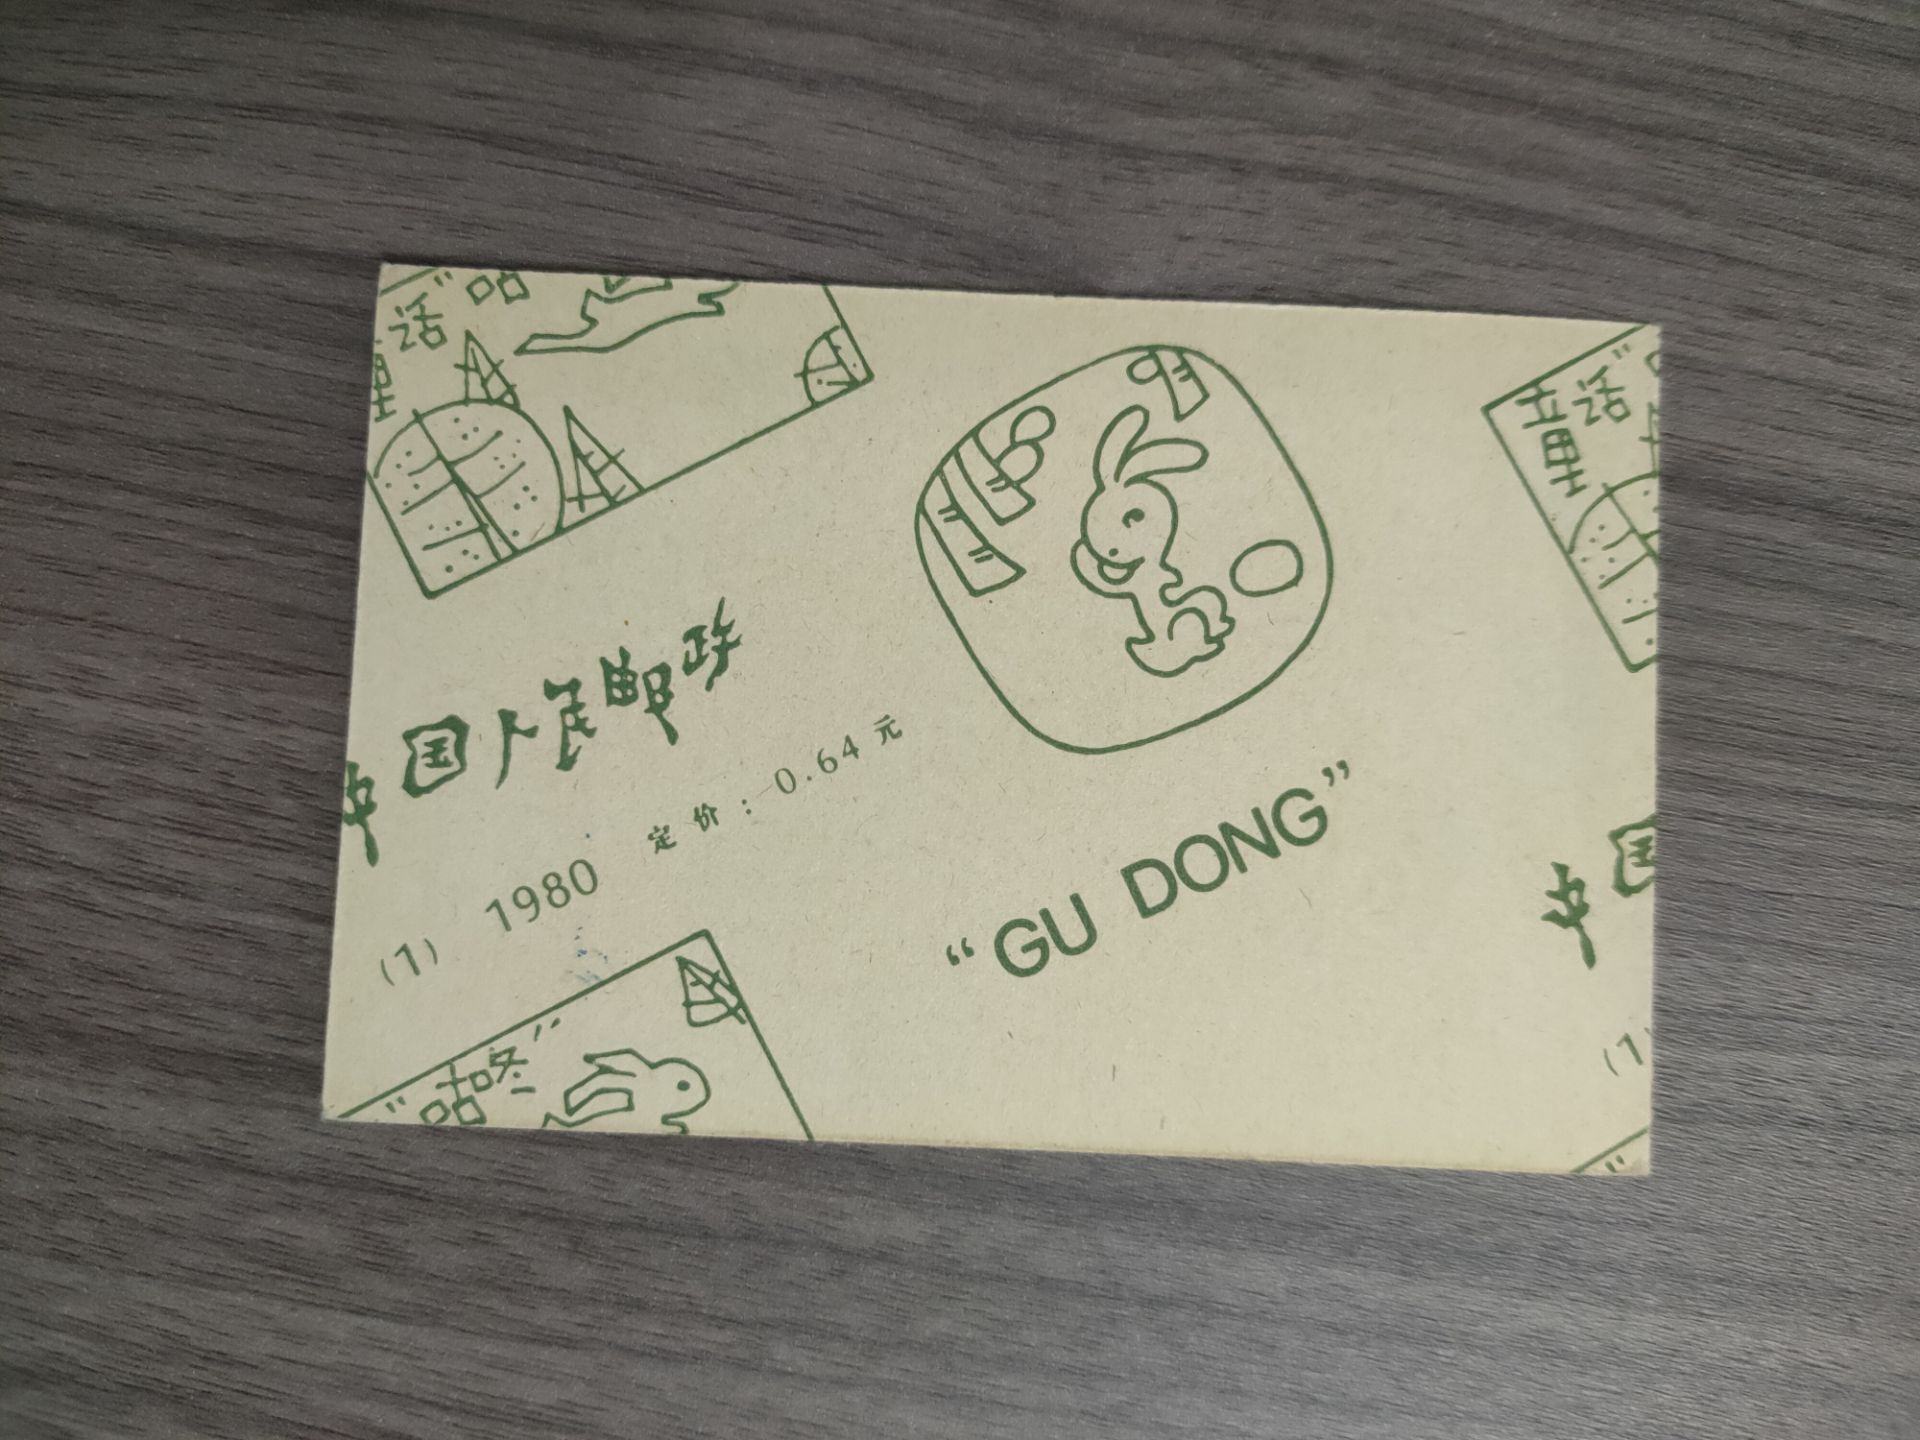 话"咕
童
童话"
中国人民邮政
定价：0.64元
(1) 1980
"GU DONG"
中国
(1)
"咕咚"